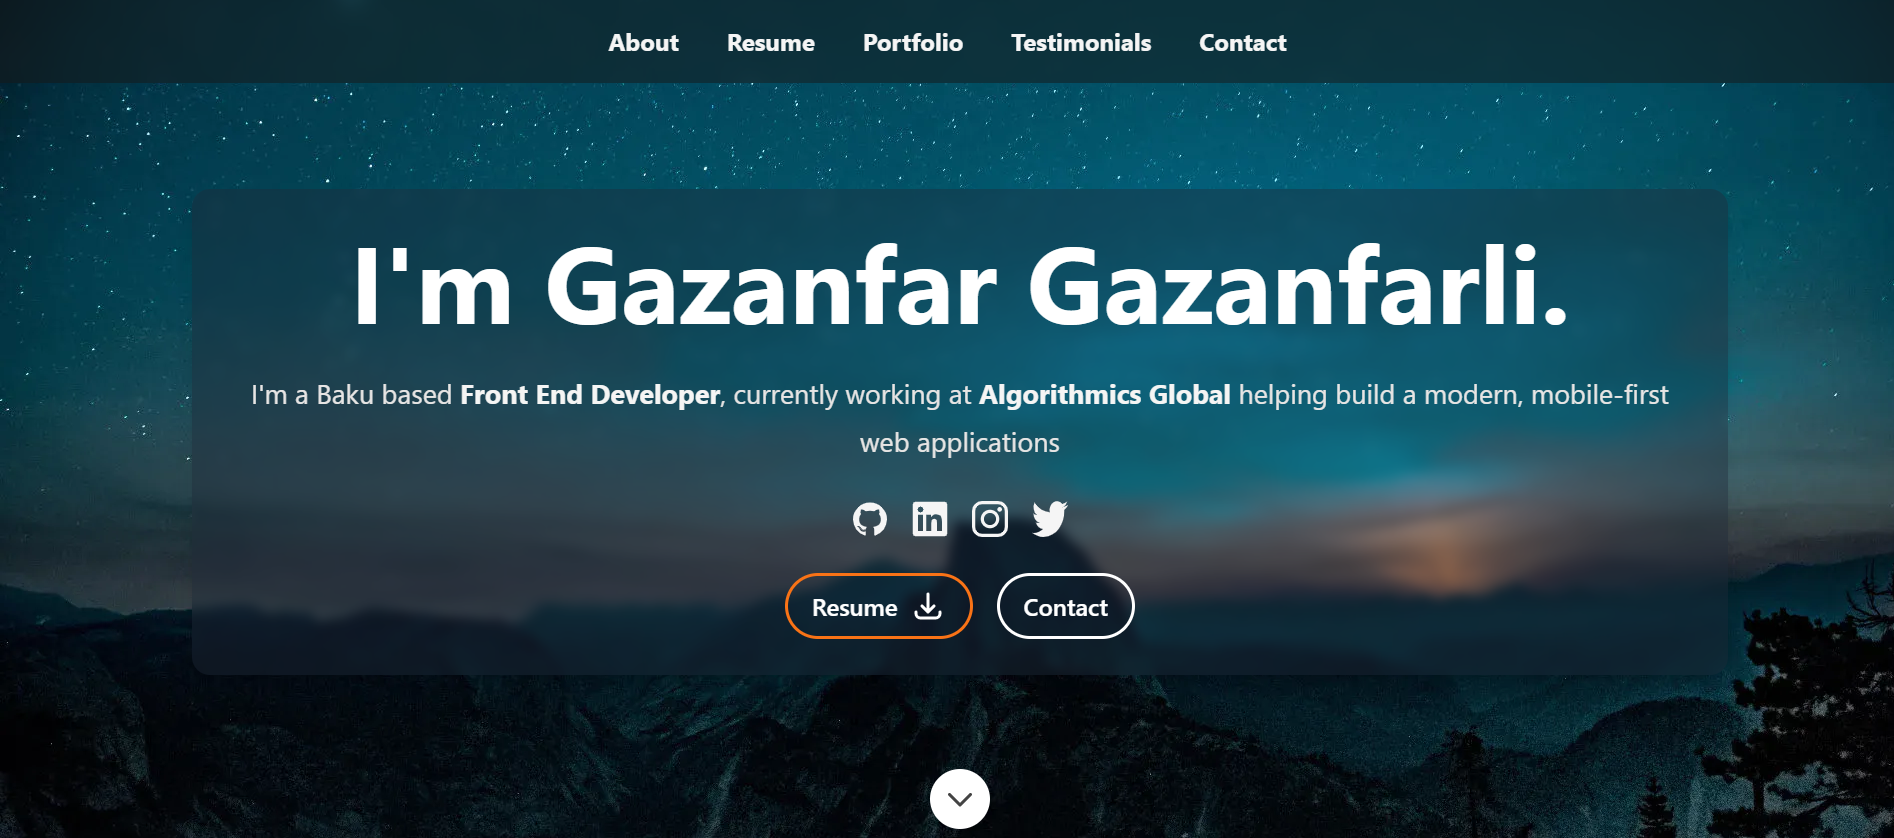 About Resume Portfolio Testimonials Contact
I'm Gazanfar Gazanfarli.
I'm a Baku based Front End Developer, currently working at Algorithmics Global helping build a modern, mobile-first
web applications
in
Resume Contact